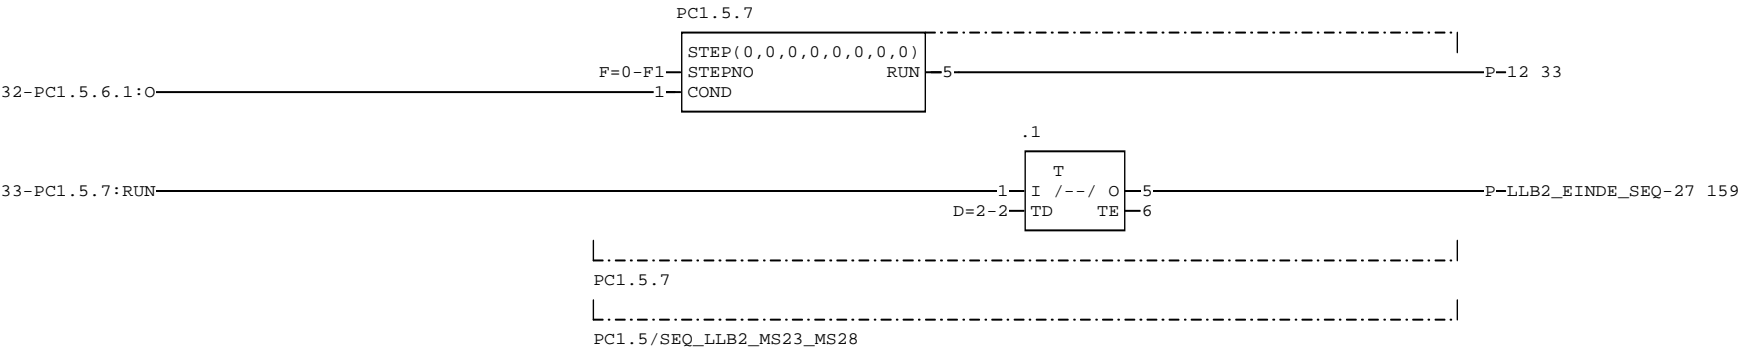 PC1.5.7
STEP(0,0,0,0,0,0,0,0)
F=0-F1 STEPNO RUN 5 P-12 33
32-PC1.5.6.1:O 1 COND
.1
T
33-PC1.5.7:RUN 1 I /--/ O 5 P-LLB2_EINDE_SEQ-27 159
D=2-2 TD TE 6
PC1.5.7
PC1.5/SEQ_LLB2_MS23_MS28